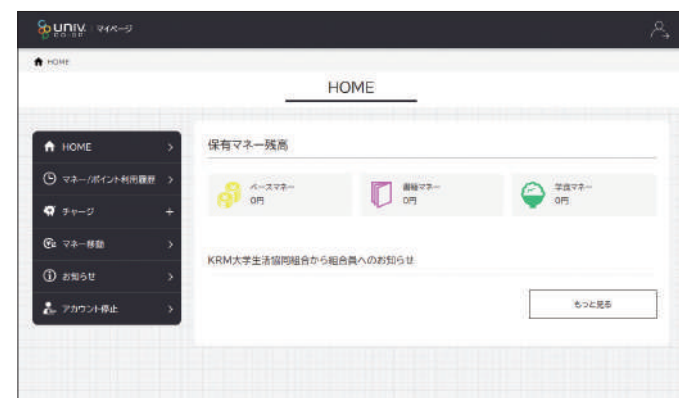 univ. マイページ
CO-OP
HOME
HOME
HOME
マネー/ポイント利用履歴
チャージ
マネー移動
お知らせ
アカウント停止
保有マネー残高
ベースマネー
0円
書籍マネー
0円
学食マネー
0円
KRM大学生活協同組合から組合員へのお知らせ
もっと見る